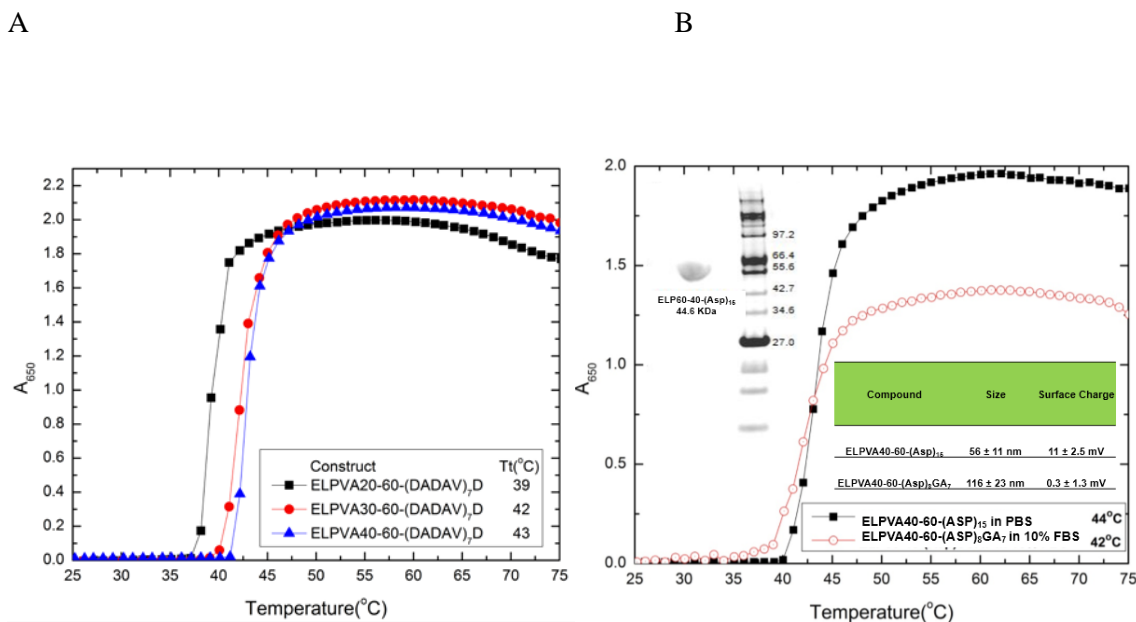 A
B
A650
2.2
2.0
1.8
1.6
1.4
1.2
1.0
0.8
0.6
0.4
0.2
0.0
25 30 35 40 45 50 55 60 65 70 75
Temperature(°C)
Construct Tt(°C)
ELPVA20-60-(DADAV)7D 39
ELPVA30-60-(DADAV)7D 42
ELPVA40-60-(DADAV)7D 43
A650
2.0
1.5
1.0
0.5
0.0
25 30 35 40 45 50 55 60 65 70 75
Temperature(°C)
97.2
66.4
55.6
42.7
34.6
27.0
ELP60-40-(Asp)15
44.6 KDa
Compound Size Surface Charge
ELPVA40-60-(Asp)15 56 ± 11 nm 11 ± 2.5 mV
ELPVA40-60-(Asp)8GA7 116 ± 23 nm 0.3 ± 1.3 mV
ELPVA40-60-(ASP)15 in PBS 44°C
ELPVA40-60-(ASP)8GA7 in 10% FBS 42°C